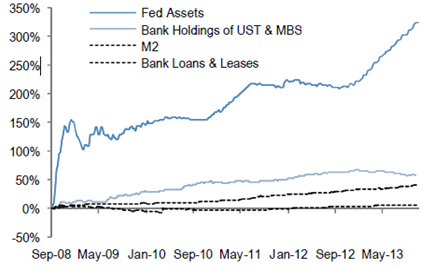 350%
300%
250%
200%
150%
100%
50%
0%
-50%
Fed Assets
Bank Holdings of UST & MBS
M2
Bank Loans & Leases
Sep-08 May-09 Jan-10 Sep-10 May-11 Jan-12 Sep-12 May-13